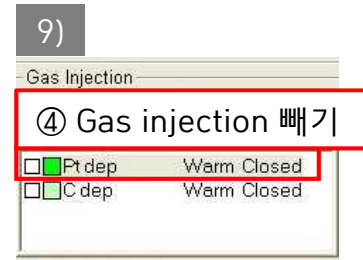 9)
Gas Injection
④ Gas injection 빼기
Pt dep Warm Closed
C dep Warm Closed